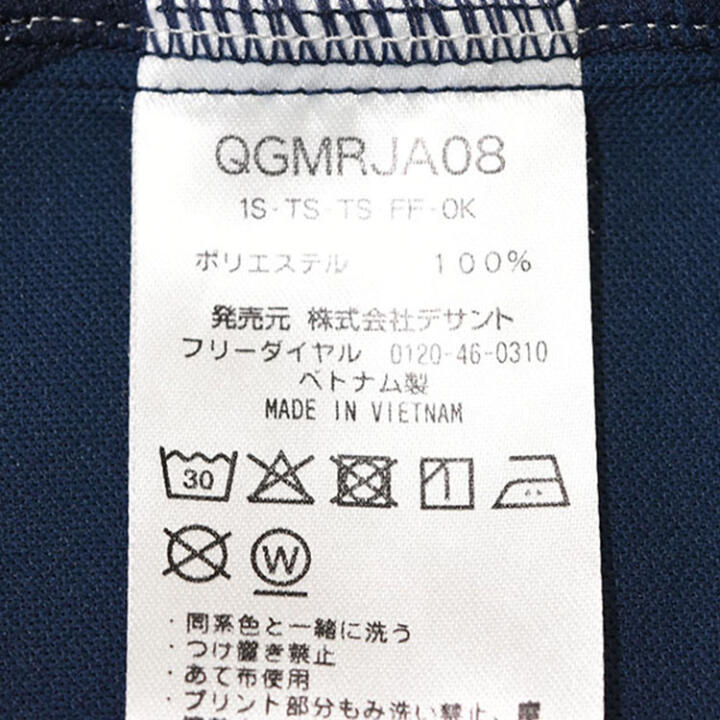 QGMRJA08
1S-TS-TS FF-OK
ポリエステル 100%
発売元 株式会社デサント
フリーダイヤル 0120-46-0310
ベトナム製
MADE IN VIETNAM
30
W
・同系色と一緒に洗う
・つけ置き禁止
・あて布使用
・プリント部分もみ洗い禁止、